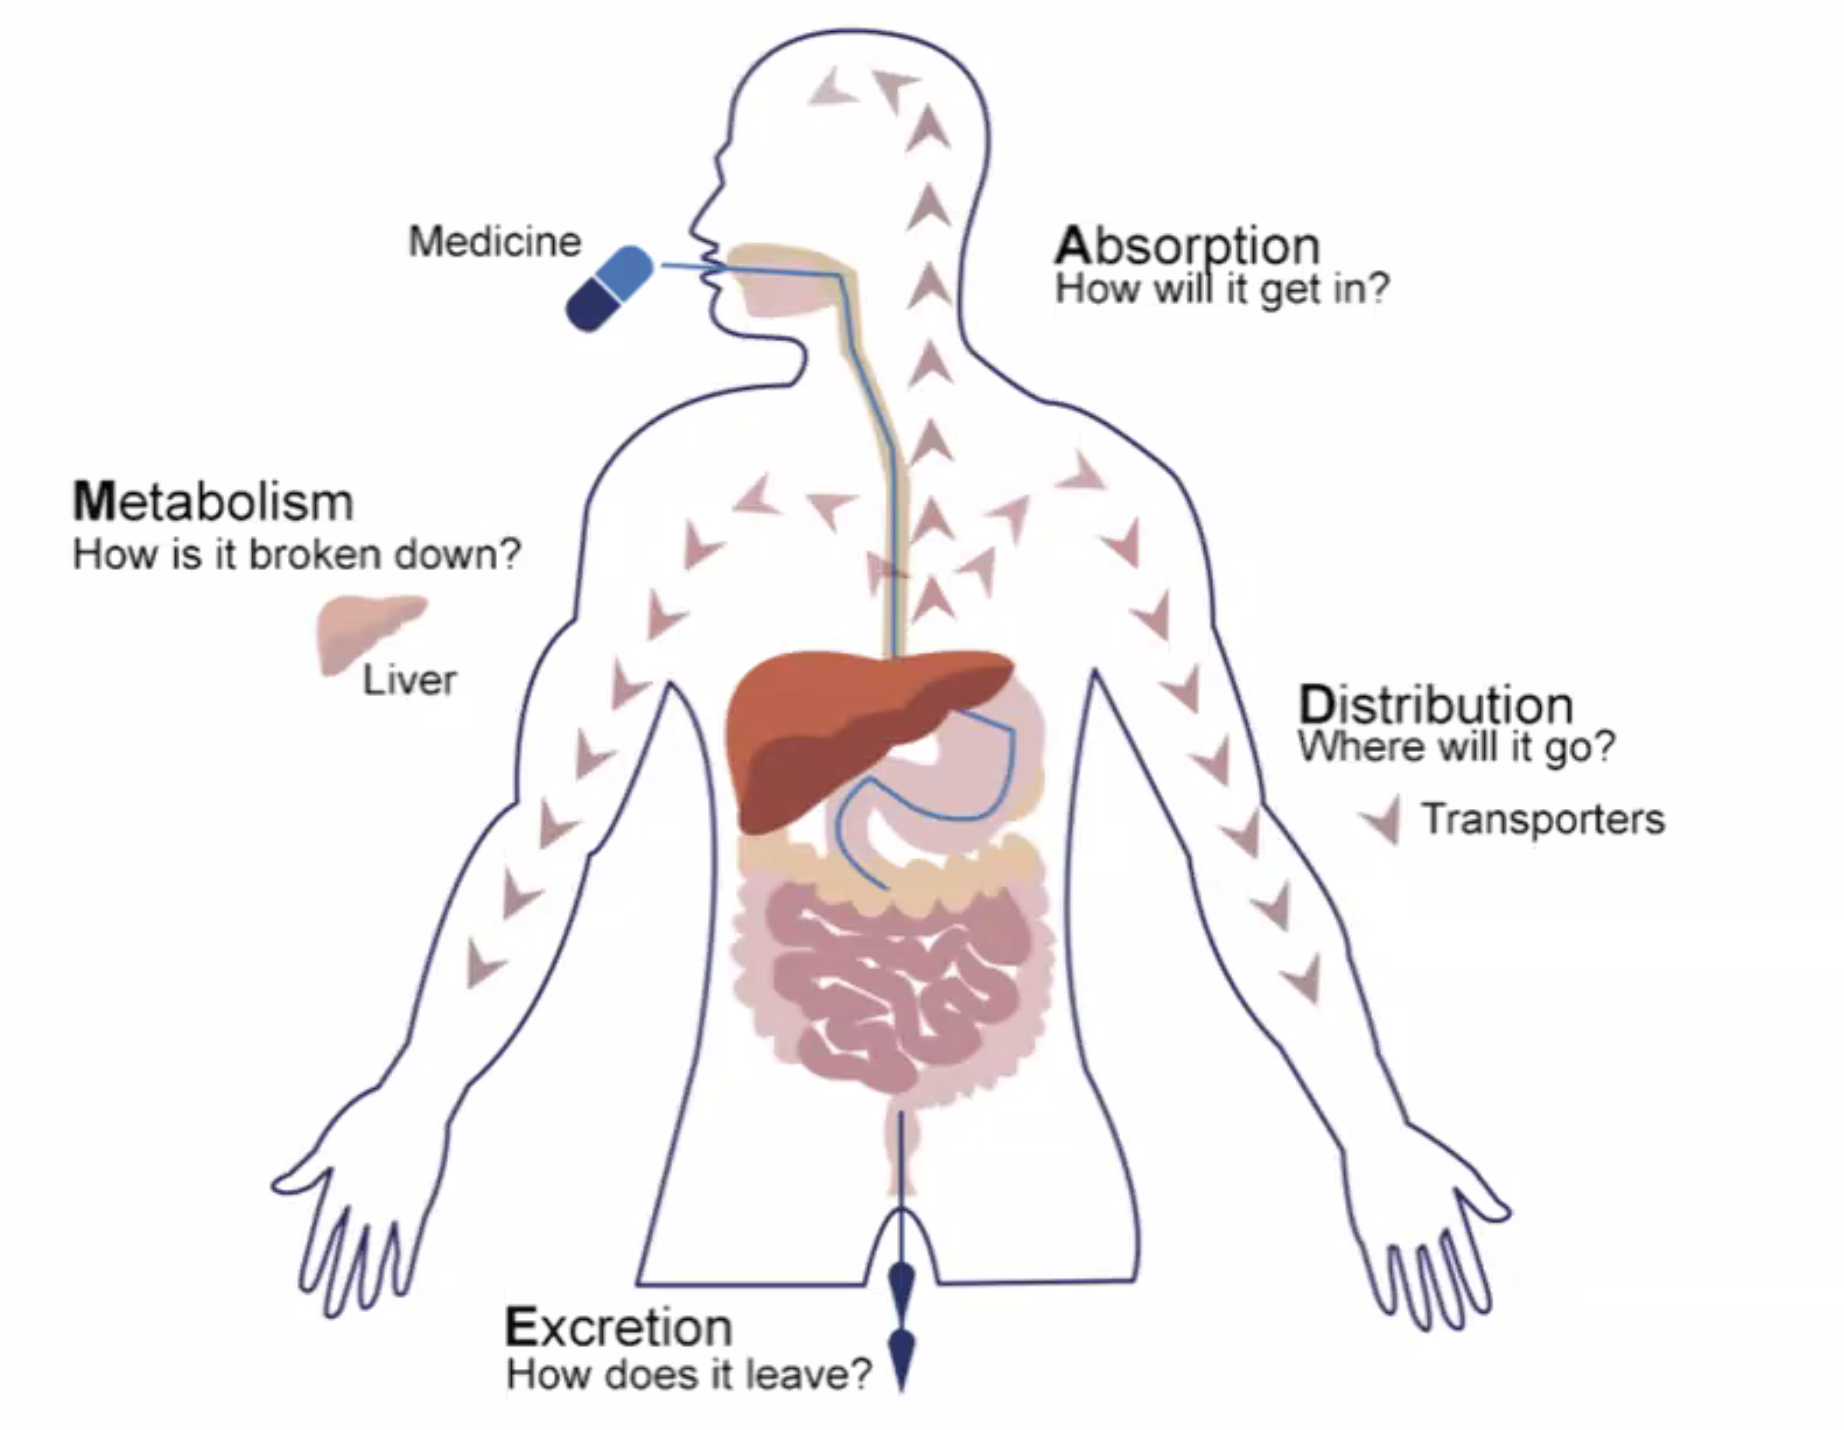 Medicine
Absorption
How will it get in?
Metabolism
How is it broken down?
Liver
Distribution
Where will it go?
Transporters
Excretion
How does it leave?